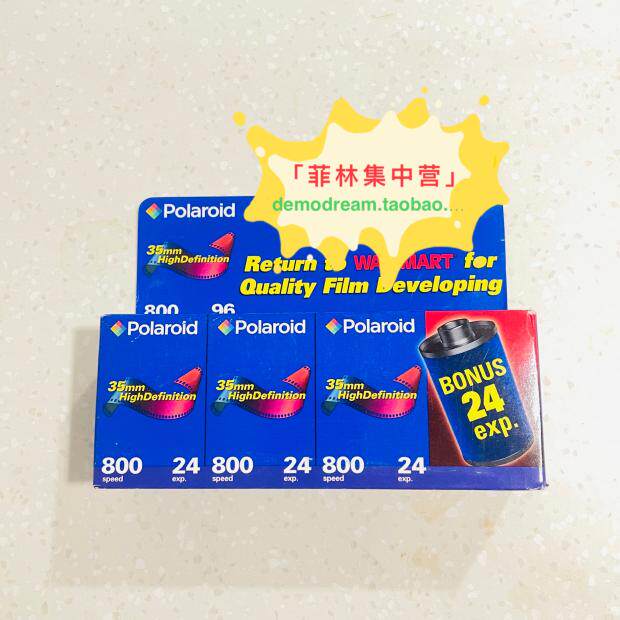 「菲林集中营」
demodream.taobao....
Polaroid
35mm
HighDefinition
Return to WALMART for
Quality Film Developing
800 96
Polaroid
35mm
HighDefinition
800 24
speed exp.
Polaroid
35mm
HighDefinition
800 24
speed exp.
Polaroid
35mm
HighDefinition
800 24
speed exp.
BONUS
24
exp.